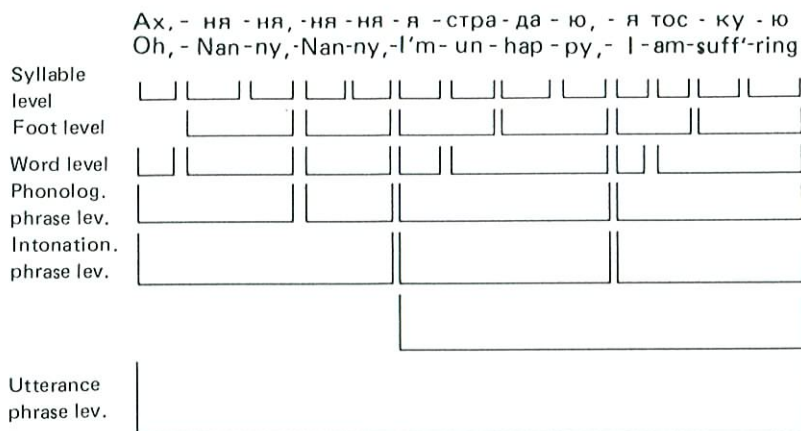 Ах, - ня - ня, -ня -ня - я -стра - да - ю, - я тос - ку - ю
Oh, - Nan - ny, -Nan-ny, -I'm- un - hap - py, - I -am-suff'-ring
Syllable
level
Foot level
Word level
Phonolog.
phrase lev.
Intonation.
phrase lev.
Utterance
phrase lev.